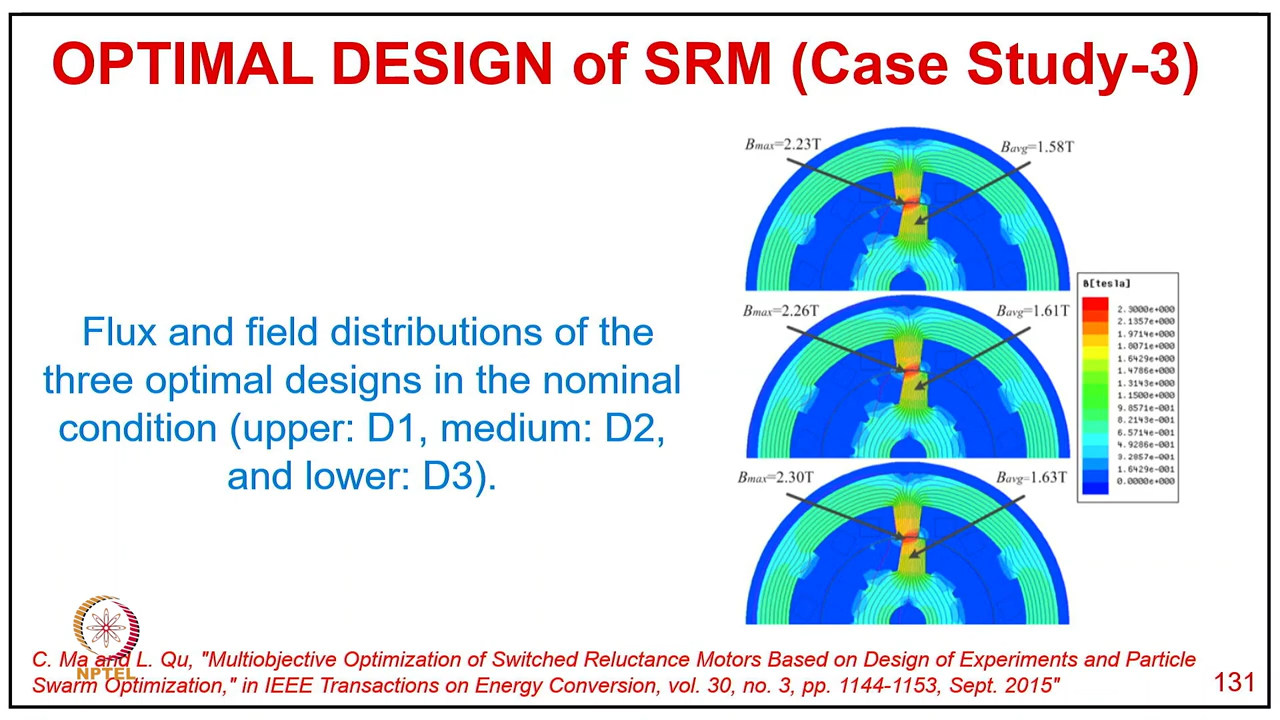 OPTIMAL DESIGN of SRM (Case Study-3)
Bmax=2.23T
Bavg=1.58T
Bmax=2.26T
Bavg=1.61T
Bmax=2.30T
Bavg=1.63T
B[tesla]
2.3000e+000
2.1357e+000
1.9714e+000
1.8071e+000
1.6429e+000
1.4786e+000
1.3143e+000
1.1500e+000
9.8571e-001
8.2143e-001
6.5714e-001
4.9286e-001
3.2857e-001
1.6429e-001
0.0000e+000
Flux and field distributions of the
three optimal designs in the nominal
condition (upper: D1, medium: D2,
and lower: D3).
NPTEL
C. Ma and L. Qu, "Multiobjective Optimization of Switched Reluctance Motors Based on Design of Experiments and Particle
Swarm Optimization," in IEEE Transactions on Energy Conversion, vol. 30, no. 3, pp. 1144-1153, Sept. 2015"
131